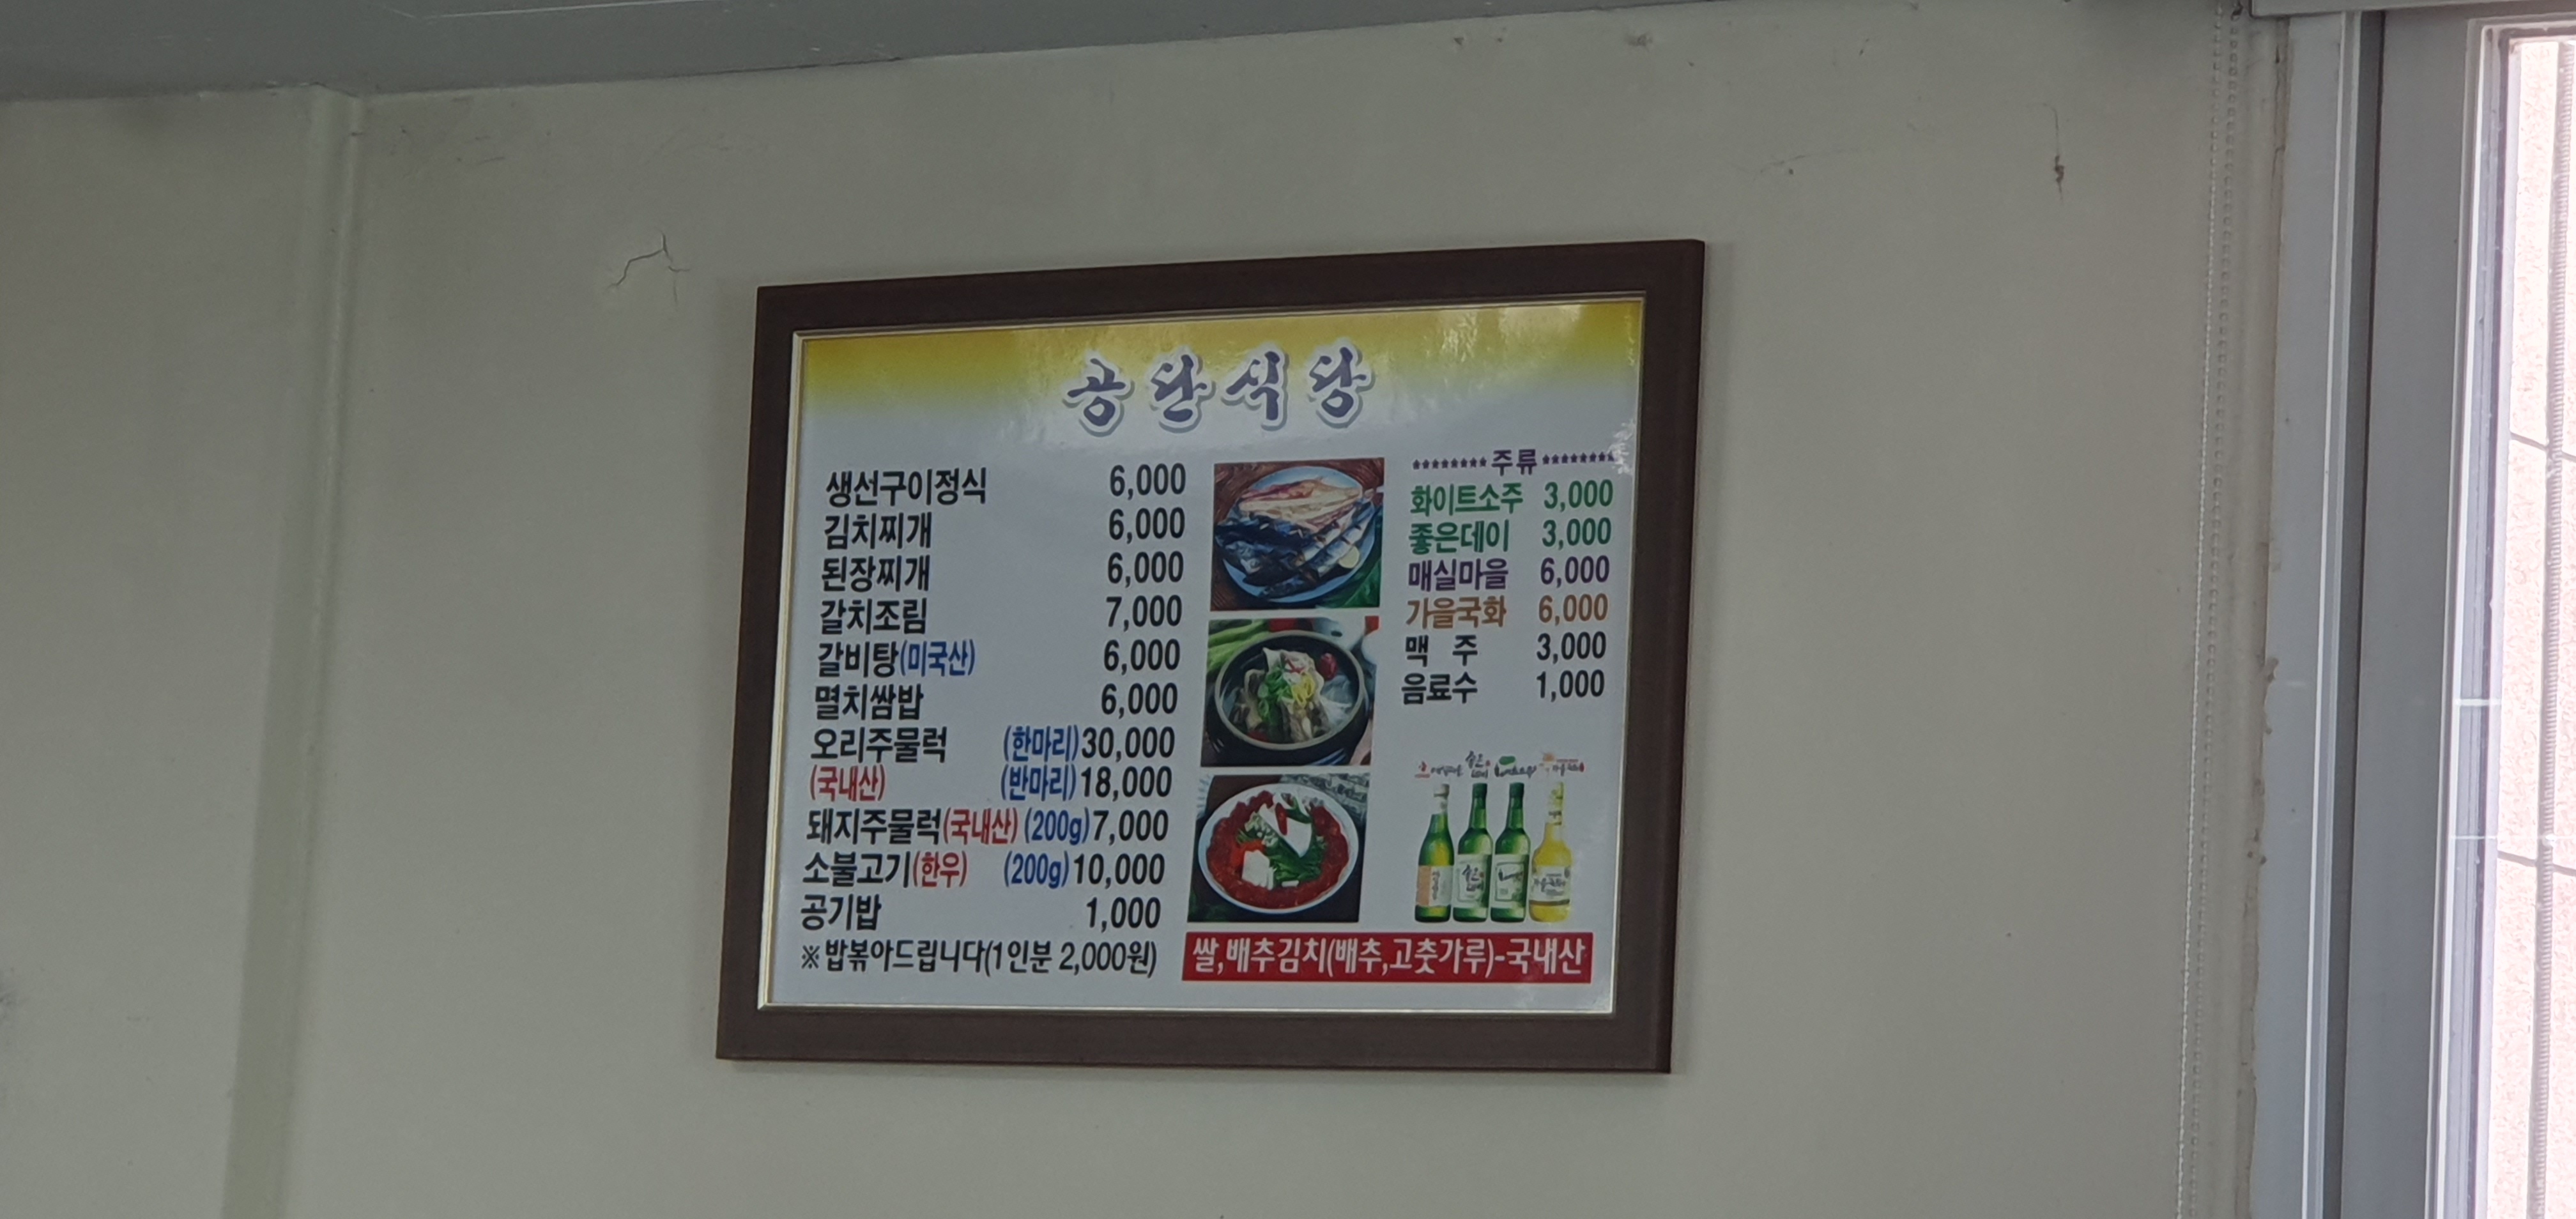 공단식당
생선구이정식 6,000
김치찌개 6,000
된장찌개 6,000
갈치조림 7,000
갈비탕(미국산) 6,000
멸치쌈밥 6,000
오리주물럭 (한마리)30,000
(국내산) (반마리)18,000
돼지주물럭(국내산) (200g)7,000
소불고기(한우) (200g)10,000
공기밥 1,000
※밥볶아드립니다(1인분 2,000원)
********주류********
화이트소주 3,000
좋은데이 3,000
매실마을 6,000
가을국화 6,000
맥 주 3,000
음료수 1,000
쌀,배추김치(배추,고춧가루)-국내산